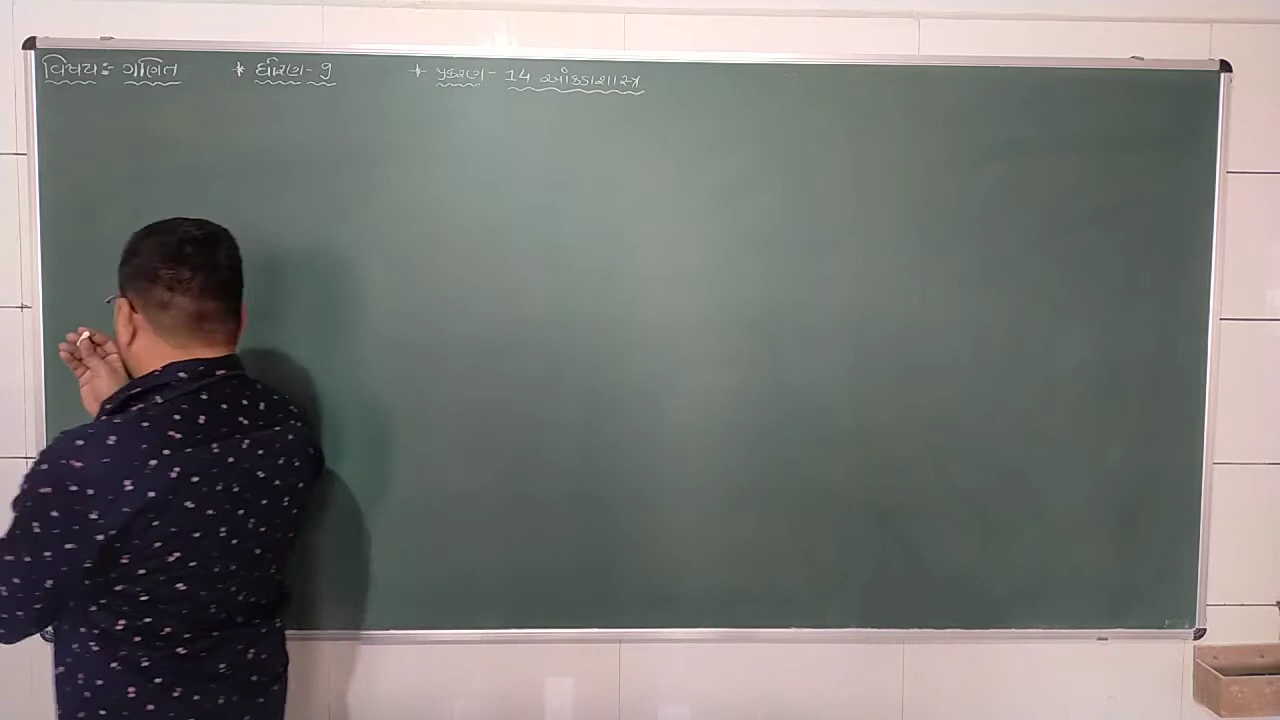 વિષય:- ગણિત * ધોરણ- 9 * પ્રકરણ- 14 આંકડાશાસ્ત્ર